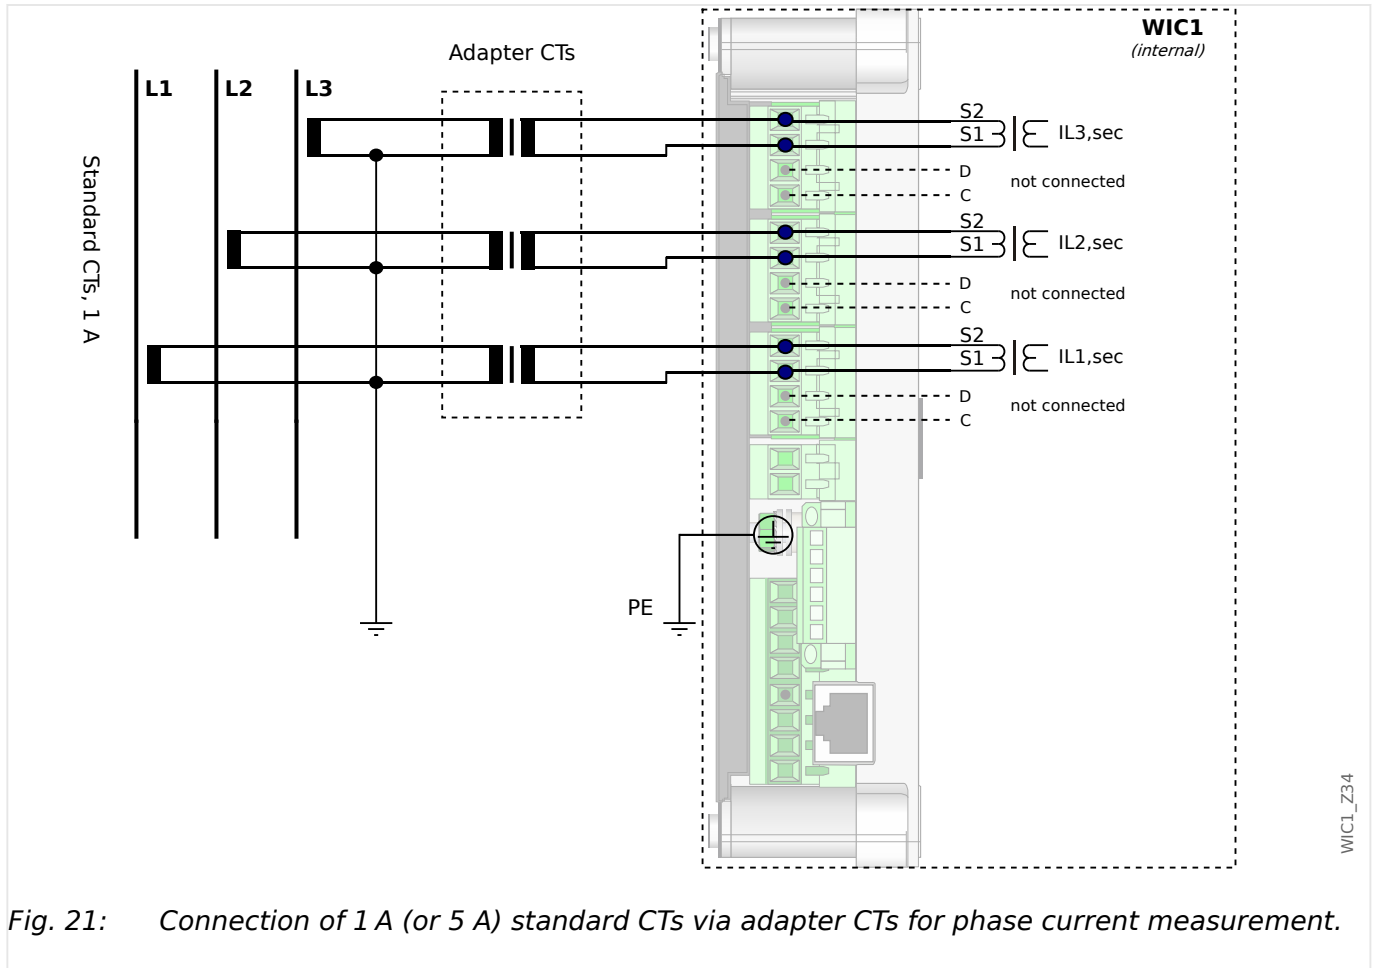 WIC1
(internal)
Adapter CTs
L1
L2
L3
Standard CTs, 1 A
S2
S1
IL3,sec
D
not connected
C
S2
S1
IL2,sec
D
not connected
C
S2
S1
IL1,sec
D
not connected
C
PE
WIC1_Z34
Fig. 21: Connection of 1 A (or 5 A) standard CTs via adapter CTs for phase current measurement.